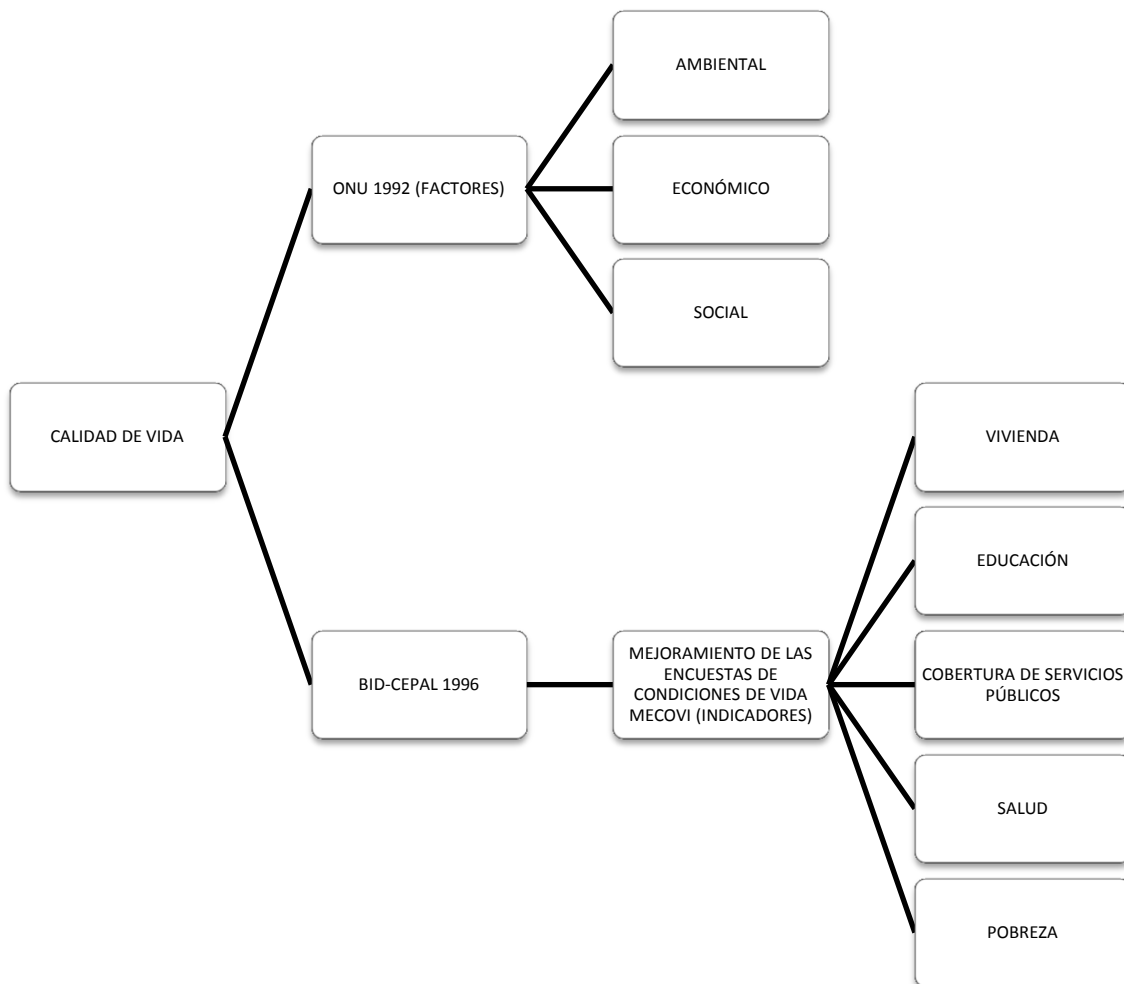 AMBIENTAL
ONU 1992 (FACTORES)
ECONÓMICO
SOCIAL
CALIDAD DE VIDA
VIVIENDA
EDUCACIÓN
BID-CEPAL 1996
MEJORAMIENTO DE LAS
ENCUESTAS DE
CONDICIONES DE VIDA
MECOVI (INDICADORES)
COBERTURA DE SERVICIOS
PÚBLICOS
SALUD
POBREZA